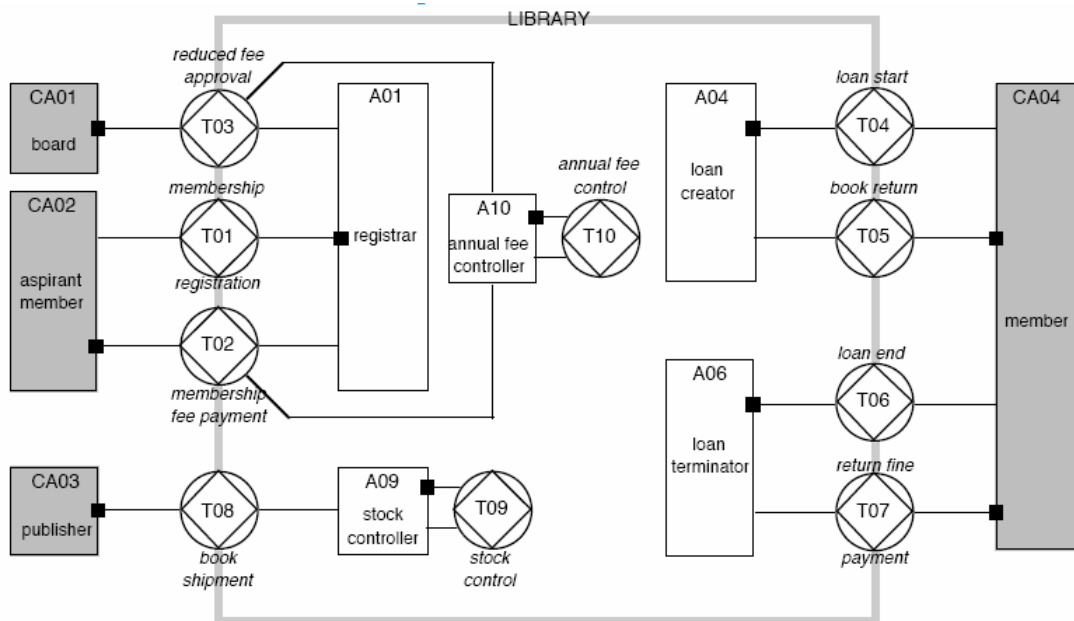 LIBRARY
reduced fee
approval
CA01
board
T03
A01
registrar
CA02
aspirant
member
membership
T01
registration
T02
membership
fee payment
A10
annual fee
controller
annual fee
control
T10
CA03
publisher
T08
book
shipment
A09
stock
controller
T09
stock
control
A04
loan
creator
loan start
T04
book return
T05
CA04
member
A06
loan
terminator
loan end
T06
return fine
T07
payment